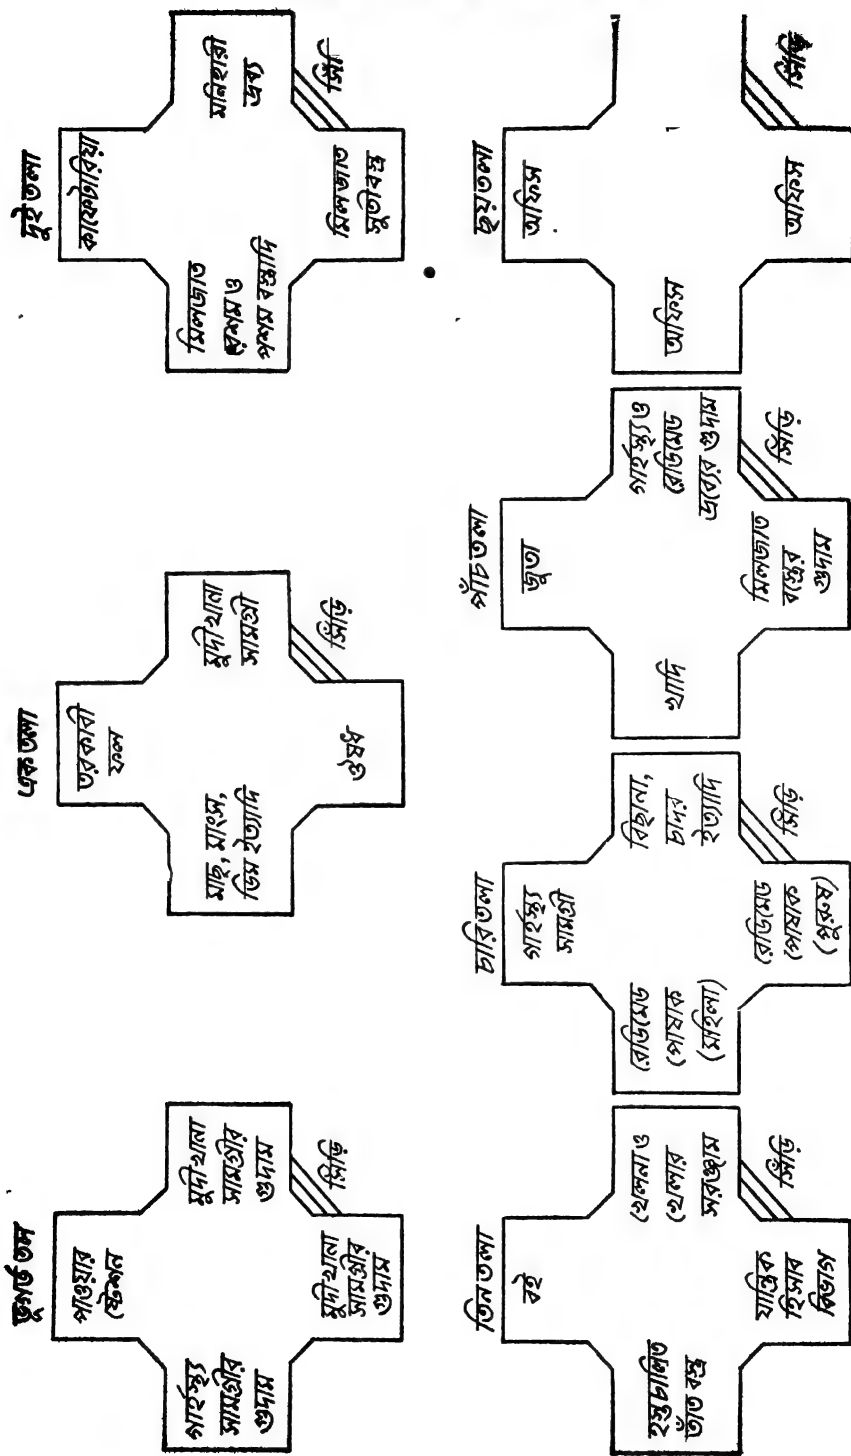 ভূগর্ভ তল
পাওয়ার
ষ্টেশন
গার্হস্থ্য
সামগ্রীর
গুদাম
মুদীখানা
সামগ্রীর
গুদাম
মুদীখানা
সামগ্রীর
গুদাম
সিঁড়ি
এক তলা
তরকারী
ফল
মাছ, মাংস,
ডিম ইত্যাদি
মুদীখানা
সামগ্রী
ঔষধ
সিঁড়ি
দুই তলা
কাফেটারিয়া
মিলজাত
রেশম ও
পশম বস্ত্রাদি
মনিহারী
দ্রব্য
মিলজাত
সুতীবস্ত্র
সিঁড়ি
তিন তলা
বই
হস্তচালিত
তাঁত বস্ত্র
খেলনা ও
খেলার
সরঞ্জাম
যান্ত্রিক
হিসাব
বিভাগ
সিঁড়ি
চারি তলা
গার্হস্থ্য
সামগ্রী
রেডিমেড
পোষাক
(মহিলা)
বিছানা,
চাদর
ইত্যাদি
রেডিমেড
পোষাক
(পুরুষ)
সিঁড়ি
পাঁচ তলা
জুতা
খাদি
গার্হস্থ্য ও
রেডিমেড
দ্রব্যের গুদাম
মিলজাত
বস্ত্রের
গুদাম
সিঁড়ি
ছয় তলা
অফিস
অফিস
অফিস
সিঁড়ি